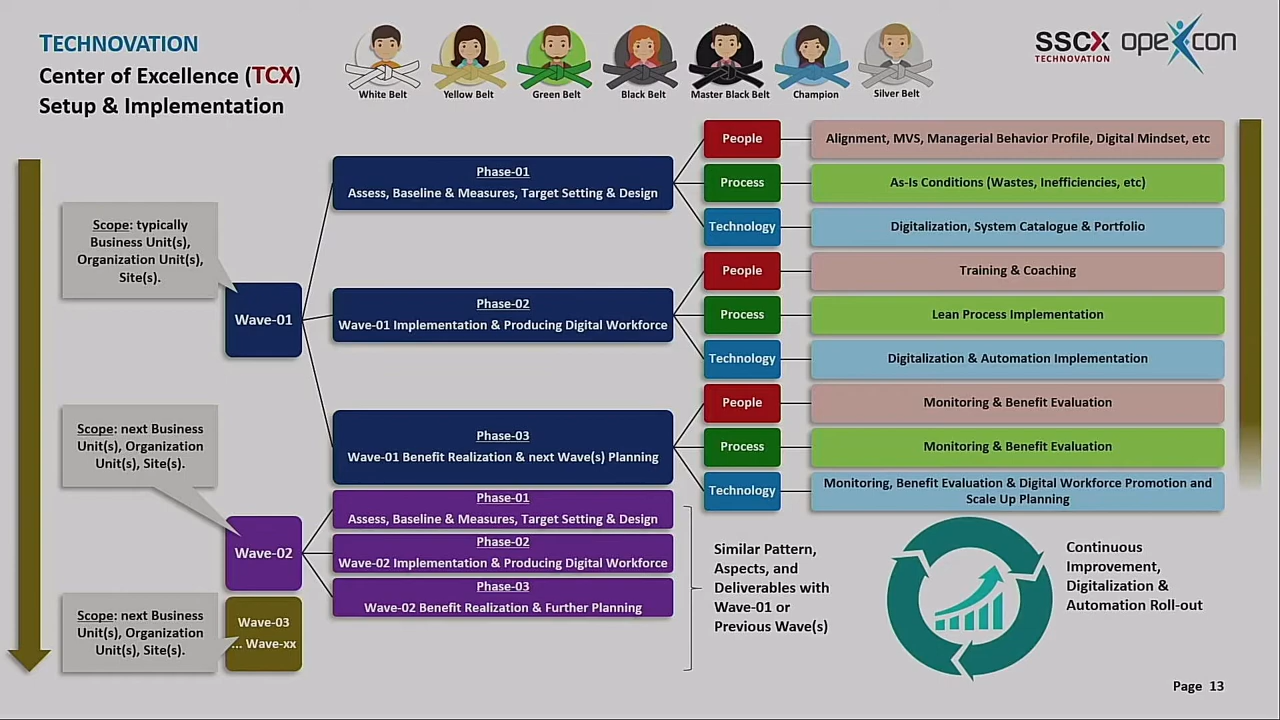 TECHNOVATION
Center of Excellence (TCX)
Setup & Implementation
White Belt
Yellow Belt
Green Belt
Black Belt
Master Black Belt
Champion
Silver Belt
SSCX
TECHNOVATION
opexcon
Scope: typically
Business Unit(s),
Organization Unit(s),
Site(s).
Wave-01
Phase-01
Assess, Baseline & Measures, Target Setting & Design
People
Alignment, MVS, Managerial Behavior Profile, Digital Mindset, etc
Process
As-Is Conditions (Wastes, Inefficiencies, etc)
Technology
Digitalization, System Catalogue & Portfolio
Phase-02
Wave-01 Implementation & Producing Digital Workforce
People
Training & Coaching
Process
Lean Process Implementation
Technology
Digitalization & Automation Implementation
Phase-03
Wave-01 Benefit Realization & next Wave(s) Planning
People
Monitoring & Benefit Evaluation
Process
Monitoring & Benefit Evaluation
Technology
Monitoring, Benefit Evaluation & Digital Workforce Promotion and
Scale Up Planning
Scope: next Business
Unit(s), Organization
Unit(s), Site(s).
Wave-02
Phase-01
Assess, Baseline & Measures, Target Setting & Design
Phase-02
Wave-02 Implementation & Producing Digital Workforce
Phase-03
Wave-02 Benefit Realization & Further Planning
Scope: next Business
Unit(s), Organization
Unit(s), Site(s).
Wave-03
... Wave-xx
Similar Pattern,
Aspects, and
Deliverables with
Wave-01 or
Previous Wave(s)
Continuous
Improvement,
Digitalization &
Automation Roll-out
Page 13